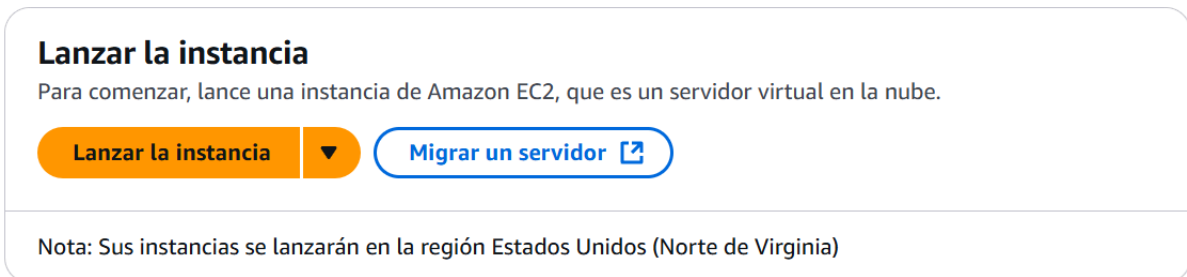 Lanzar la instancia
Para comenzar, lance una instancia de Amazon EC2, que es un servidor virtual en la nube.
Lanzar la instancia
Migrar un servidor
Nota: Sus instancias se lanzarán en la región Estados Unidos (Norte de Virginia)